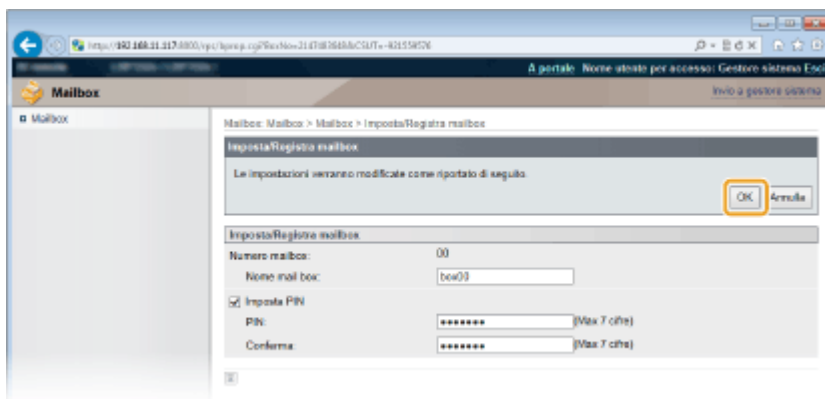 A portale Nome utente per accesso: Gestore sistema Esci
Mailbox
Invio a gestore sistema
Mailbox
Mailbox: Mailbox > Mailbox > Imposta/Registra mailbox
Imposta/Registra mailbox
Le impostazioni verranno modificate come riportato di seguito.
OK Annulla
Imposta/Registra mailbox
Numero mailbox: 00
Nome mail box: box00
Imposta PIN
PIN: ••••••• (Max 7 cifre)
Conferma: ••••••• (Max 7 cifre)